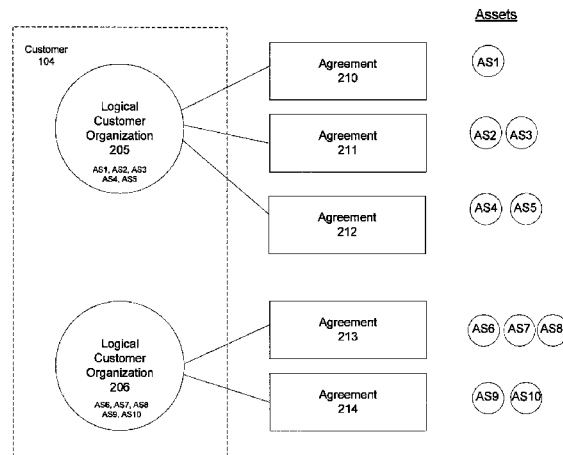 Assets
Customer
104
Logical
Customer
Organization
205
AS1, AS2, AS3
AS4, AS5
Agreement
210
AS1
Agreement
211
AS2 AS3
Agreement
212
AS4 AS5
Logical
Customer
Organization
206
AS6, AS7, AS8
AS9, AS10
Agreement
213
AS6 AS7 AS8
Agreement
214
AS9 AS10